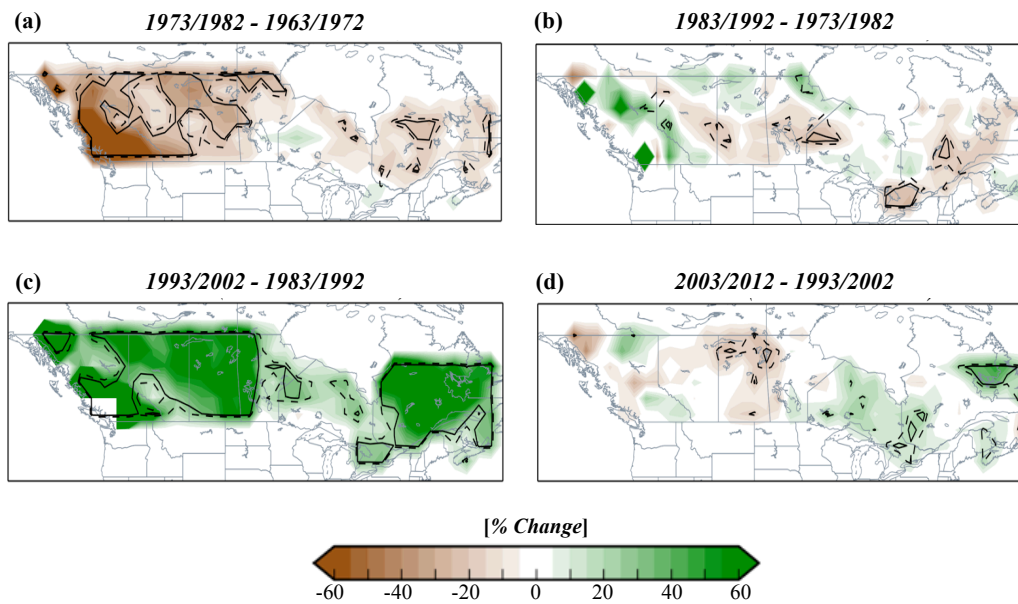 (a) 1973/1982 - 1963/1972
(b) 1983/1992 - 1973/1982
(c) 1993/2002 - 1983/1992
(d) 2003/2012 - 1993/2002
[% Change]
-60 -40 -20 0 20 40 60